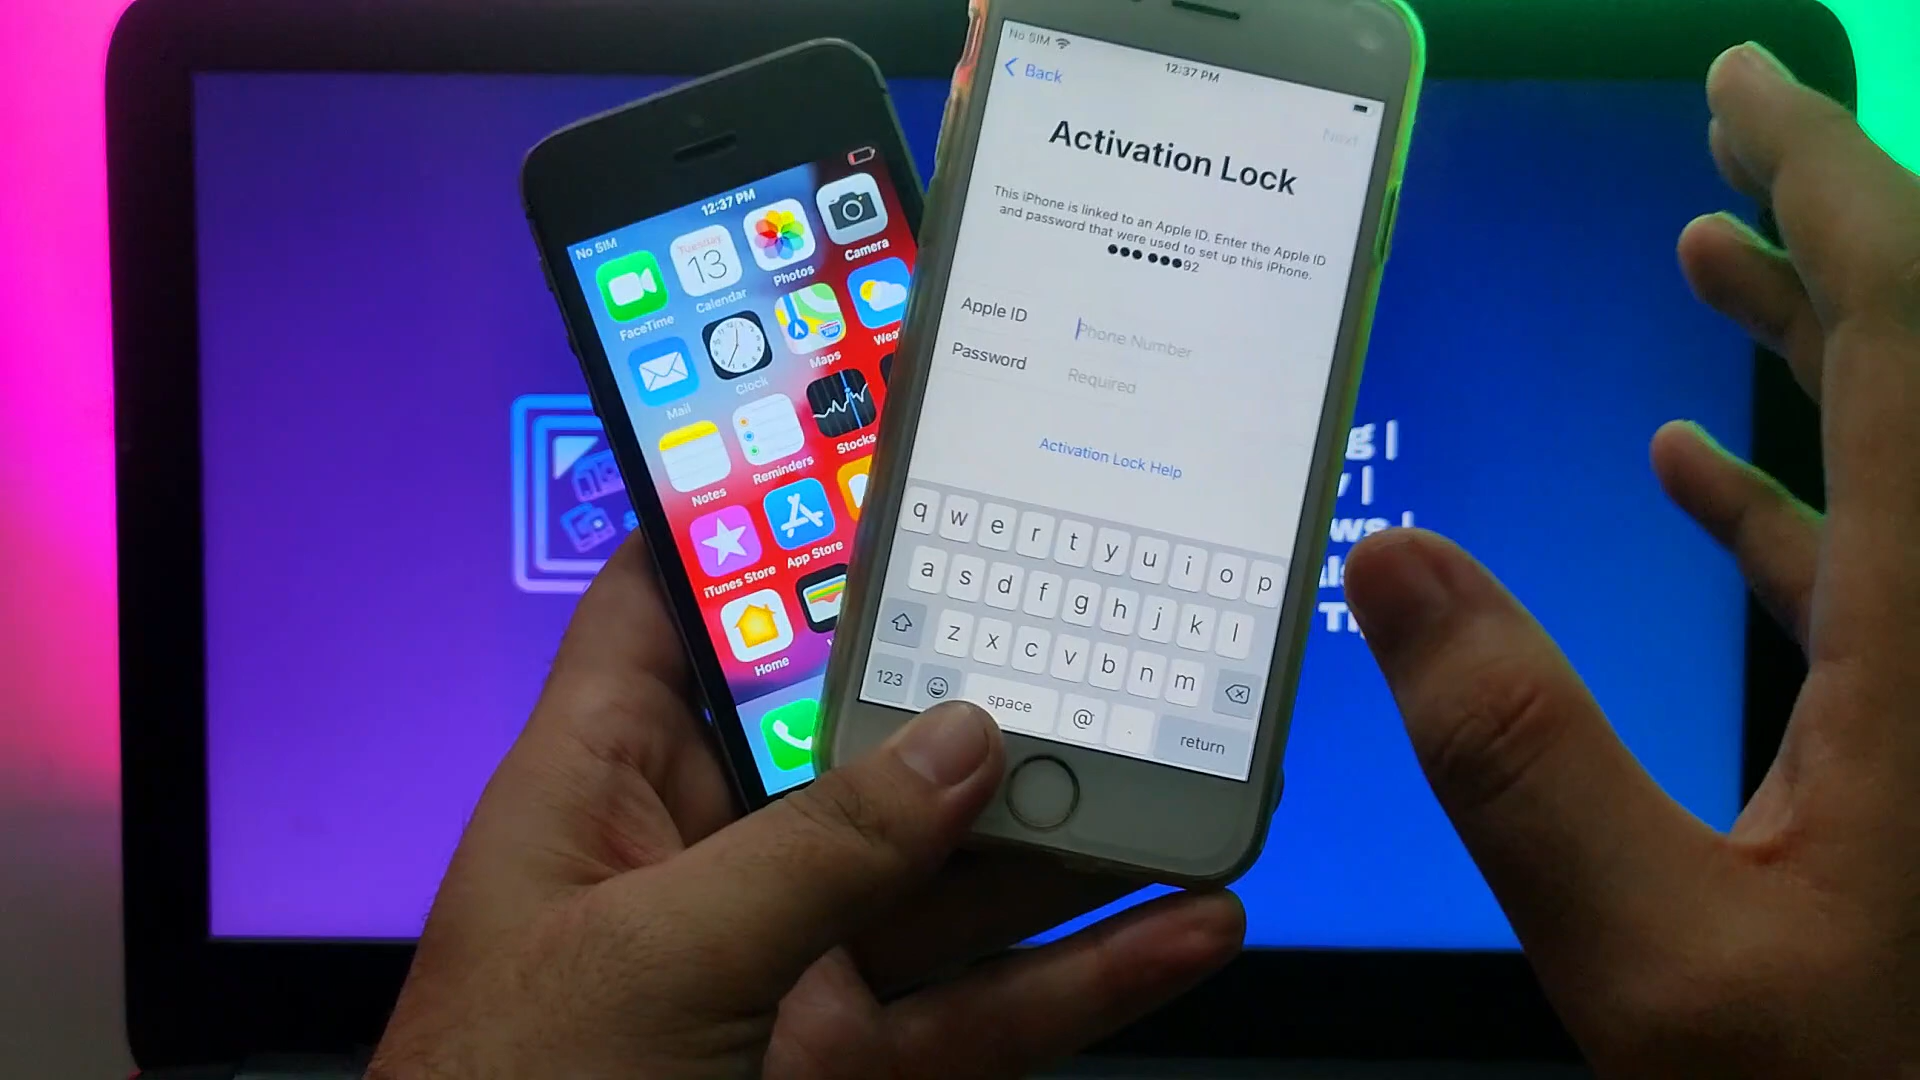 No SIM
12:37 PM
FaceTime
Tuesday
13
Calendar
Photos
Camera
Mail
Clock
Maps
Notes
Reminders
Stocks
iTunes Store
App Store
Home
No SIM
12:37 PM
Back
Next
Activation Lock
This iPhone is linked to an Apple ID. Enter the Apple ID
and password that were used to set up this iPhone.
●●● ●●●92
Apple ID
Phone Number
Password
Required
Activation Lock Help
q w e r t y u i o p
a s d f g h j k l
z x c v b n m
123
space
@
.
return